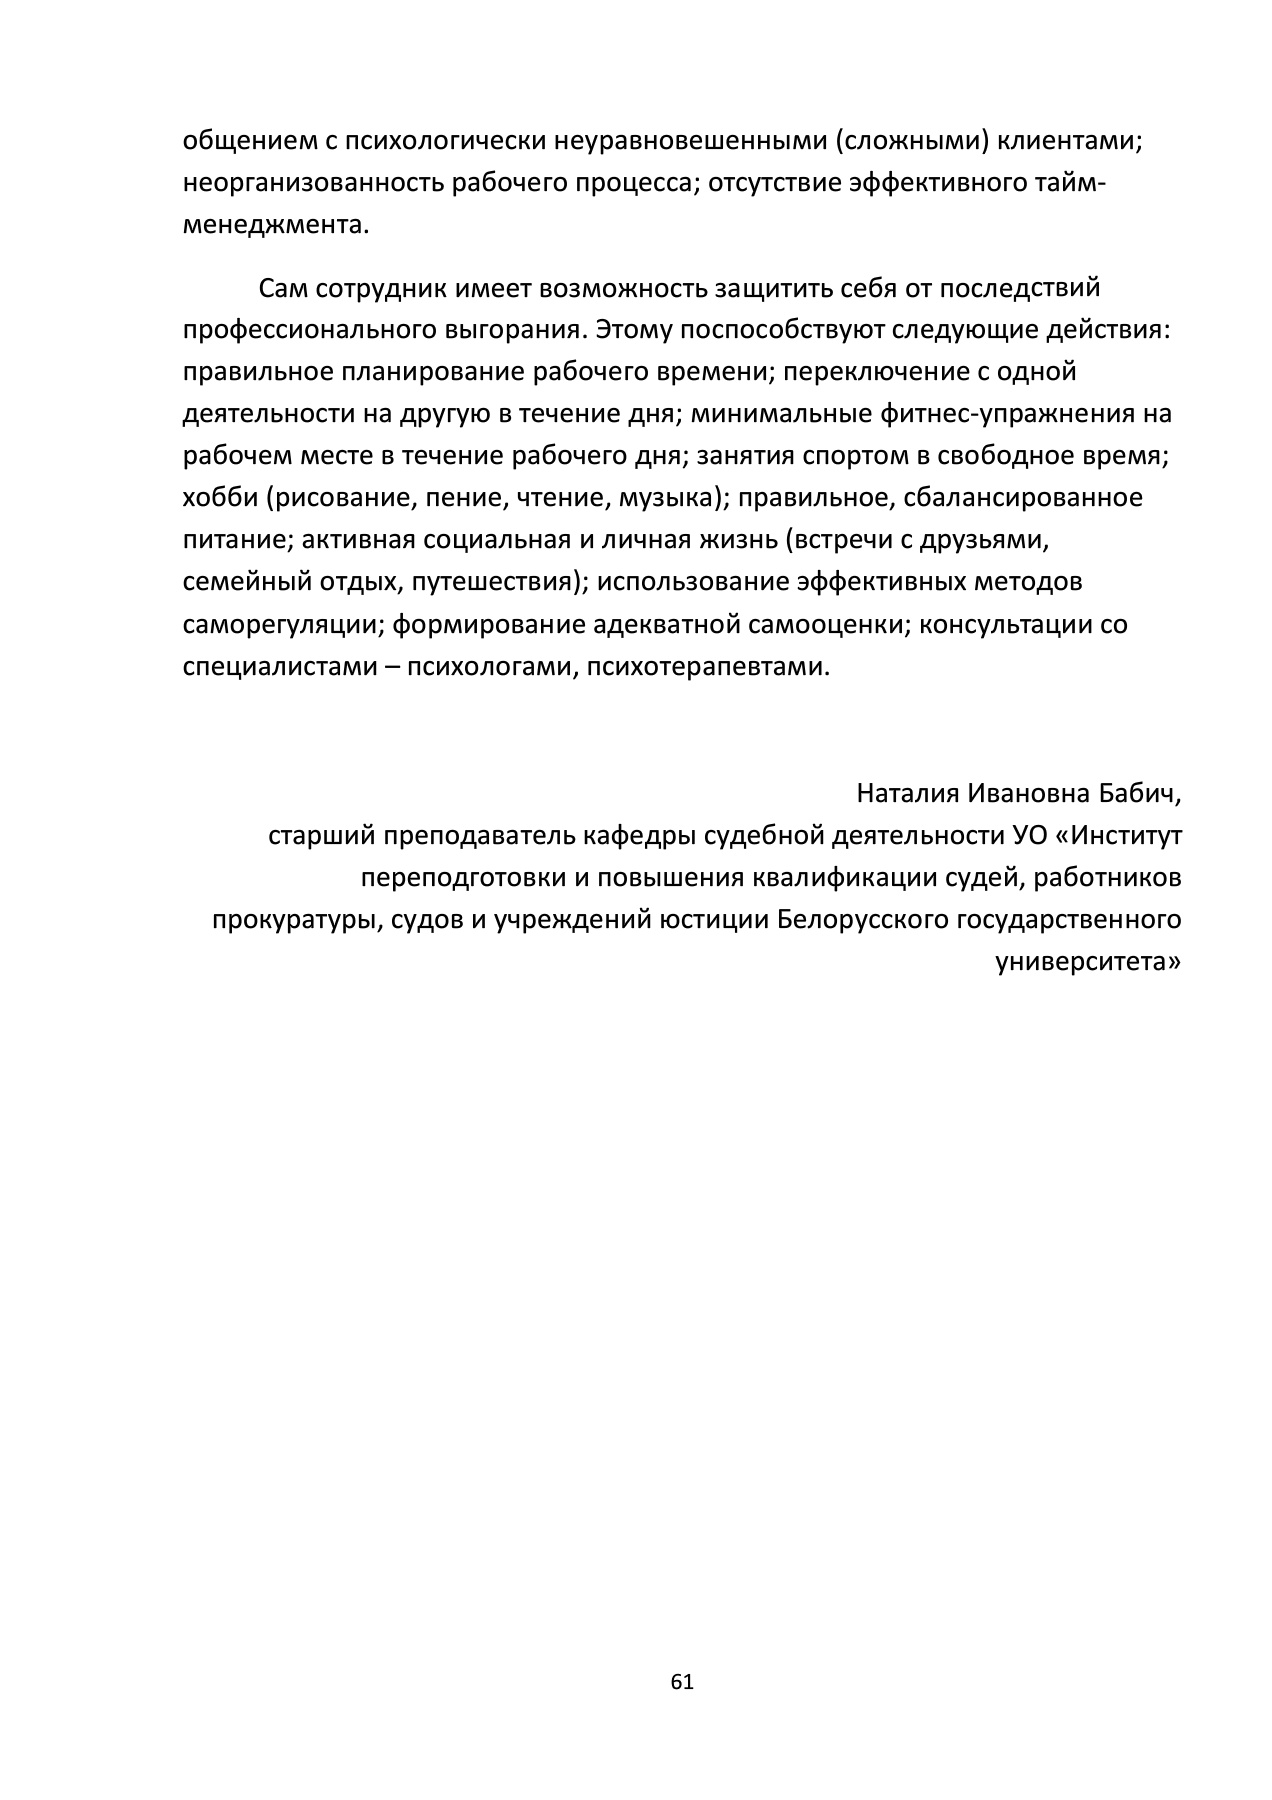 общением с психологически неуравновешенными (сложными) клиентами;
неорганизованность рабочего процесса; отсутствие эффективного тайм-
менеджмента.
Сам сотрудник имеет возможность защитить себя от последствий
профессионального выгорания. Этому поспособствуют следующие действия:
правильное планирование рабочего времени; переключение с одной
деятельности на другую в течение дня; минимальные фитнес-упражнения на
рабочем месте в течение рабочего дня; занятия спортом в свободное время;
хобби (рисование, пение, чтение, музыка); правильное, сбалансированное
питание; активная социальная и личная жизнь (встречи с друзьями,
семейный отдых, путешествия); использование эффективных методов
саморегуляции; формирование адекватной самооценки; консультации со
специалистами – психологами, психотерапевтами.
Наталия Ивановна Бабич,
старший преподаватель кафедры судебной деятельности УО «Институт
переподготовки и повышения квалификации судей, работников
прокуратуры, судов и учреждений юстиции Белорусского государственного
университета»
61